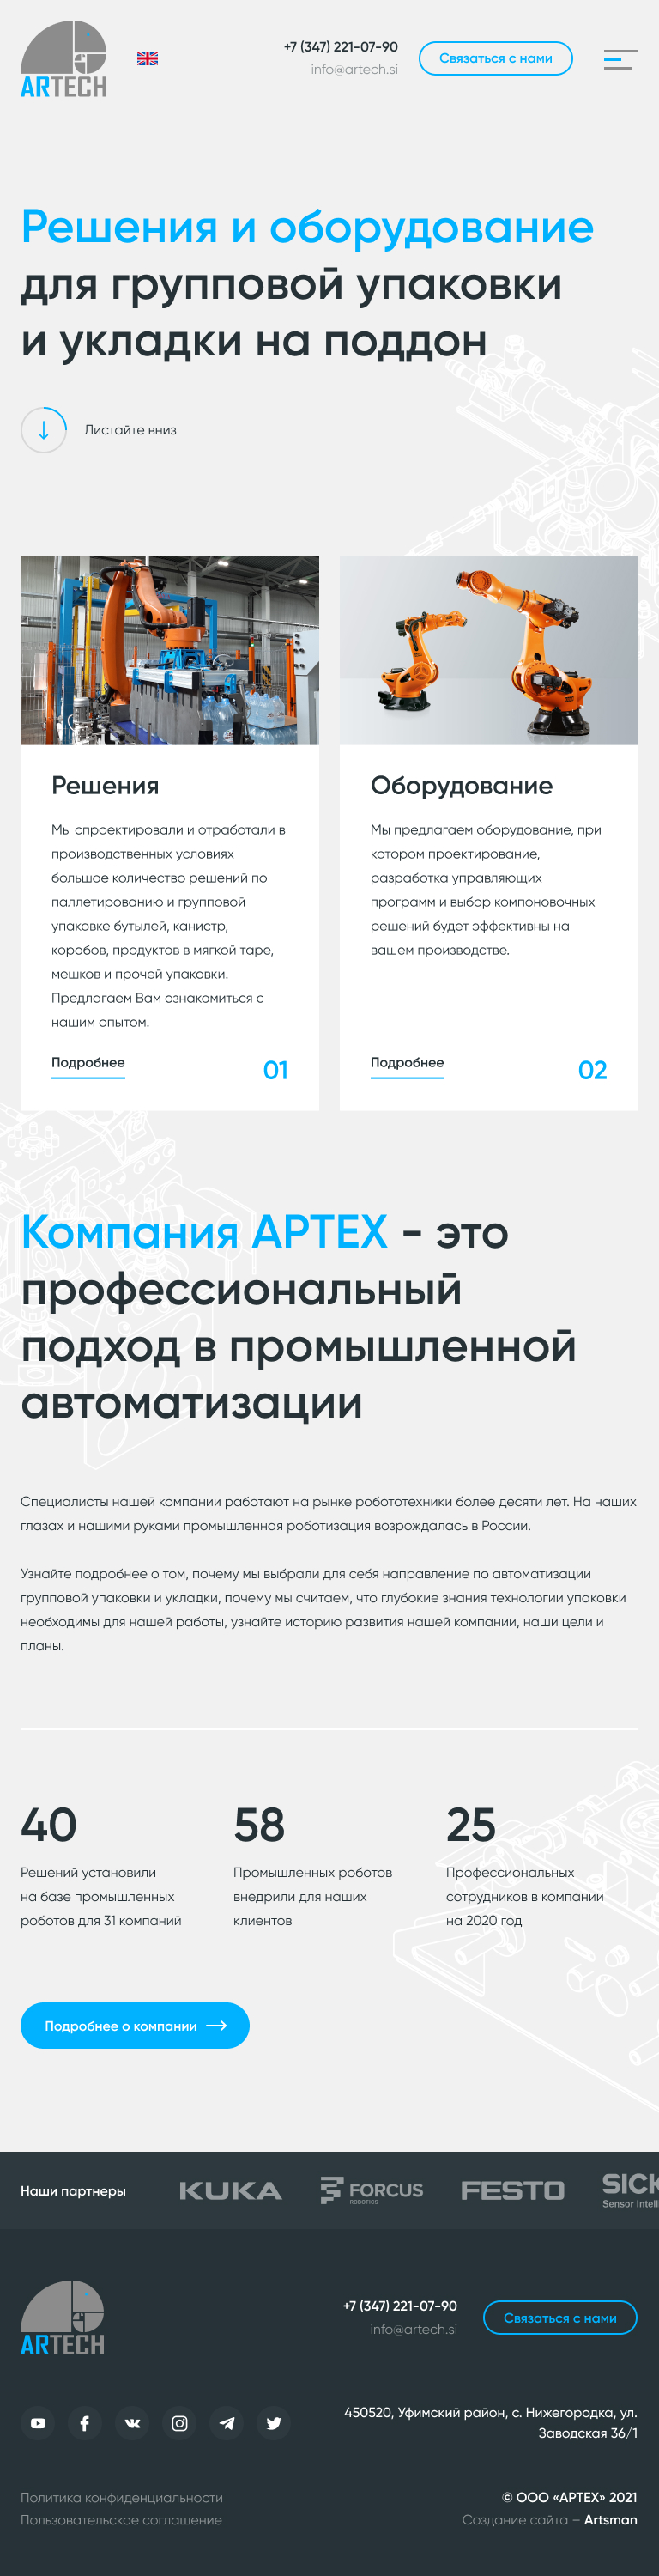 ARTECH
+7 (347) 221-07-90
info@artech.si
Связаться с нами
Решения и оборудование
для групповой упаковки
и укладки на поддон
Листайте вниз
Решения
Мы спроектировали и отработали в
производственных условиях
большое количество решений по
паллетированию и групповой
упаковке бутылей, канистр,
коробов, продуктов в мягкой таре,
мешков и прочей упаковки.
Предлагаем Вам ознакомиться с
нашим опытом.
Подробнее
01
Оборудование
Мы предлагаем оборудование, при
котором проектирование,
разработка управляющих
программ и выбор компоновочных
решений будет эффективны на
вашем производстве.
Подробнее
02
Компания АРТЕХ - это
профессиональный
подход в промышленной
автоматизации
Специалисты нашей компании работают на рынке робототехники более десяти лет. На наших
глазах и нашими руками промышленная роботизация возрождалась в России.
Узнайте подробнее о том, почему мы выбрали для себя направление по автоматизации
групповой упаковки и укладки, почему мы считаем, что глубокие знания технологии упаковки
необходимы для нашей работы, узнайте историю развития нашей компании, наши цели и
планы.
40
Решений установили
на базе промышленных
роботов для 31 компаний
58
Промышленных роботов
внедрили для наших
клиентов
25
Профессиональных
сотрудников в компании
на 2020 год
Подробнее о компании
Наши партнеры
KUKA
FORCUS
ROBOTICS
FESTO
SICK
Sensor Intelli
ARTECH
+7 (347) 221-07-90
info@artech.si
Связаться с нами
450520, Уфимский район, с. Нижегородка, ул.
Заводская 36/1
Политика конфиденциальности
Пользовательское соглашение
© ООО «АРТЕХ» 2021
Создание сайта – Artsman